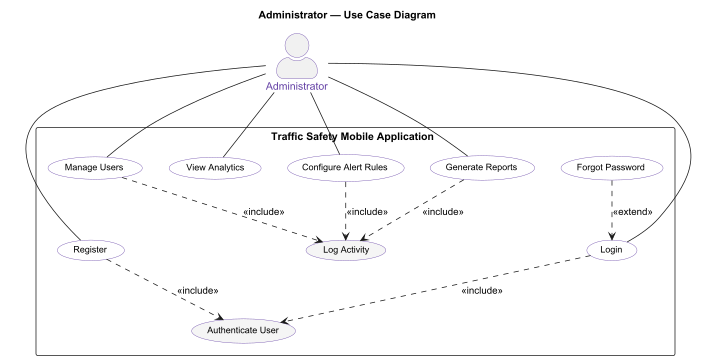 Administrator — Use Case Diagram
Administrator
Traffic Safety Mobile Application
Manage Users
View Analytics
Configure Alert Rules
Generate Reports
Forgot Password
«include»
«include»
«include»
«extend»
Register
Log Activity
Login
«include»
«include»
Authenticate User